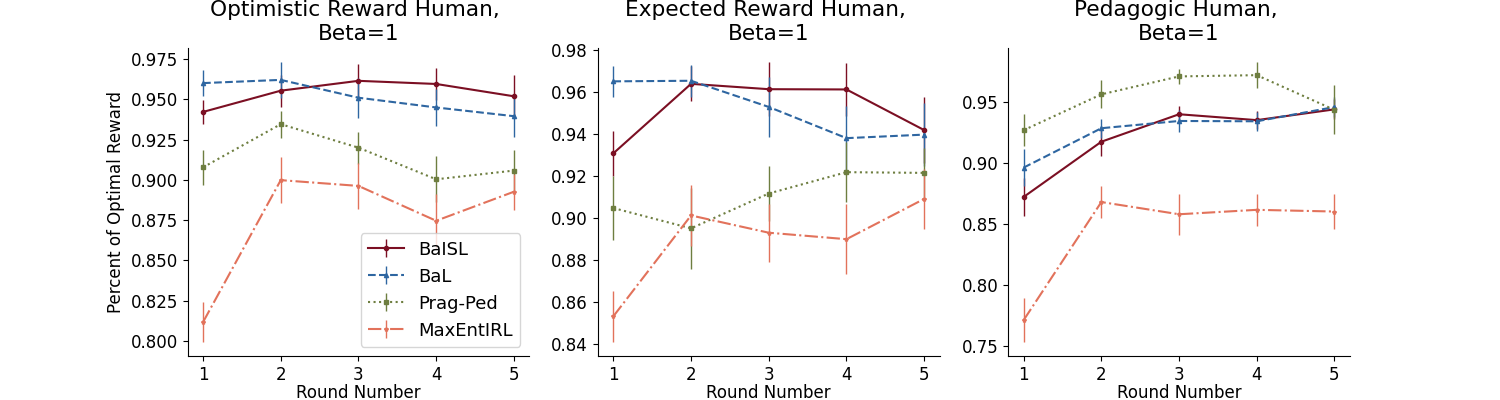 Optimistic Reward Human,
Beta=1
Percent of Optimal Reward
0.975
0.950
0.925
0.900
0.875
0.850
0.825
0.800
BaISL
BaL
Prag-Ped
MaxEntIRL
1 2 3 4 5
Round Number
Expected Reward Human,
Beta=1
0.98
0.96
0.94
0.92
0.90
0.88
0.86
0.84
1 2 3 4 5
Round Number
Pedagogic Human,
Beta=1
0.95
0.90
0.85
0.80
0.75
1 2 3 4 5
Round Number